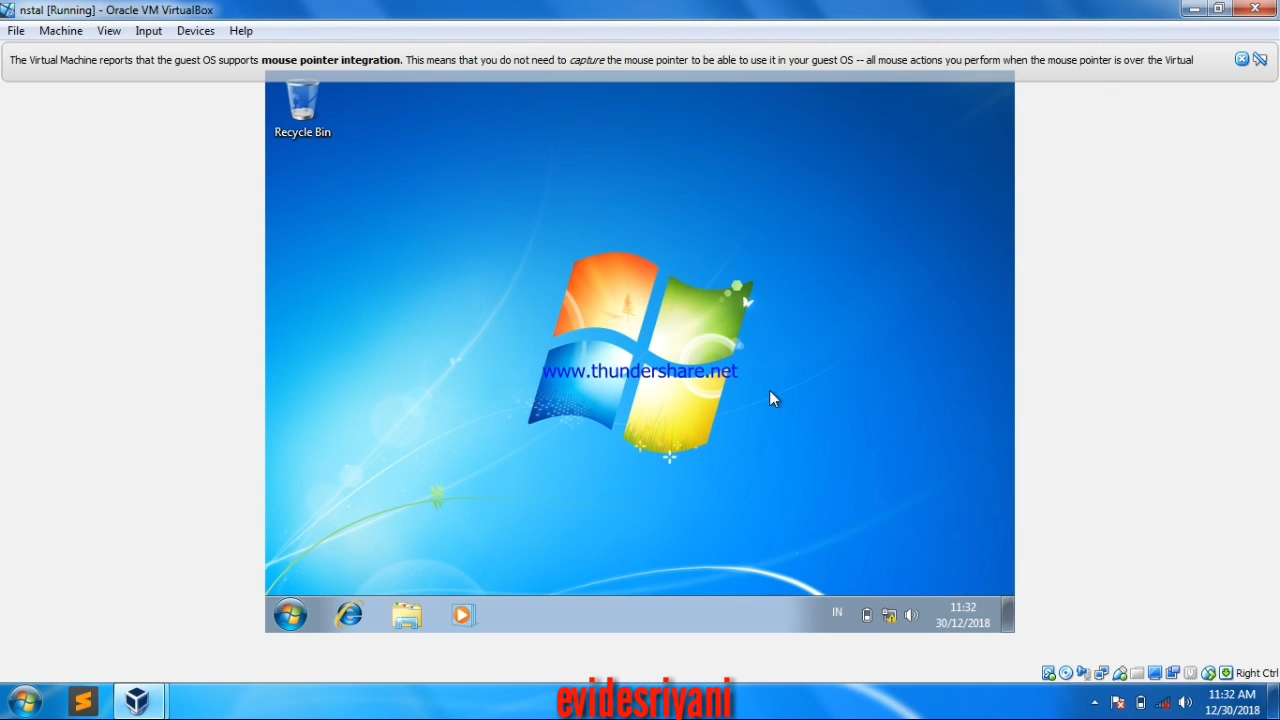 nstal [Running] - Oracle VM VirtualBox
File Machine View Input Devices Help
The Virtual Machine reports that the guest OS supports mouse pointer integration. This means that you do not need to capture the mouse pointer to be able to use it in your guest OS -- all mouse actions you perform when the mouse pointer is over the Virtual
Recycle Bin
www.thundershare.net
IN
11:32
30/12/2018
Right Ctrl
evidesriyani
11:32 AM
12/30/2018